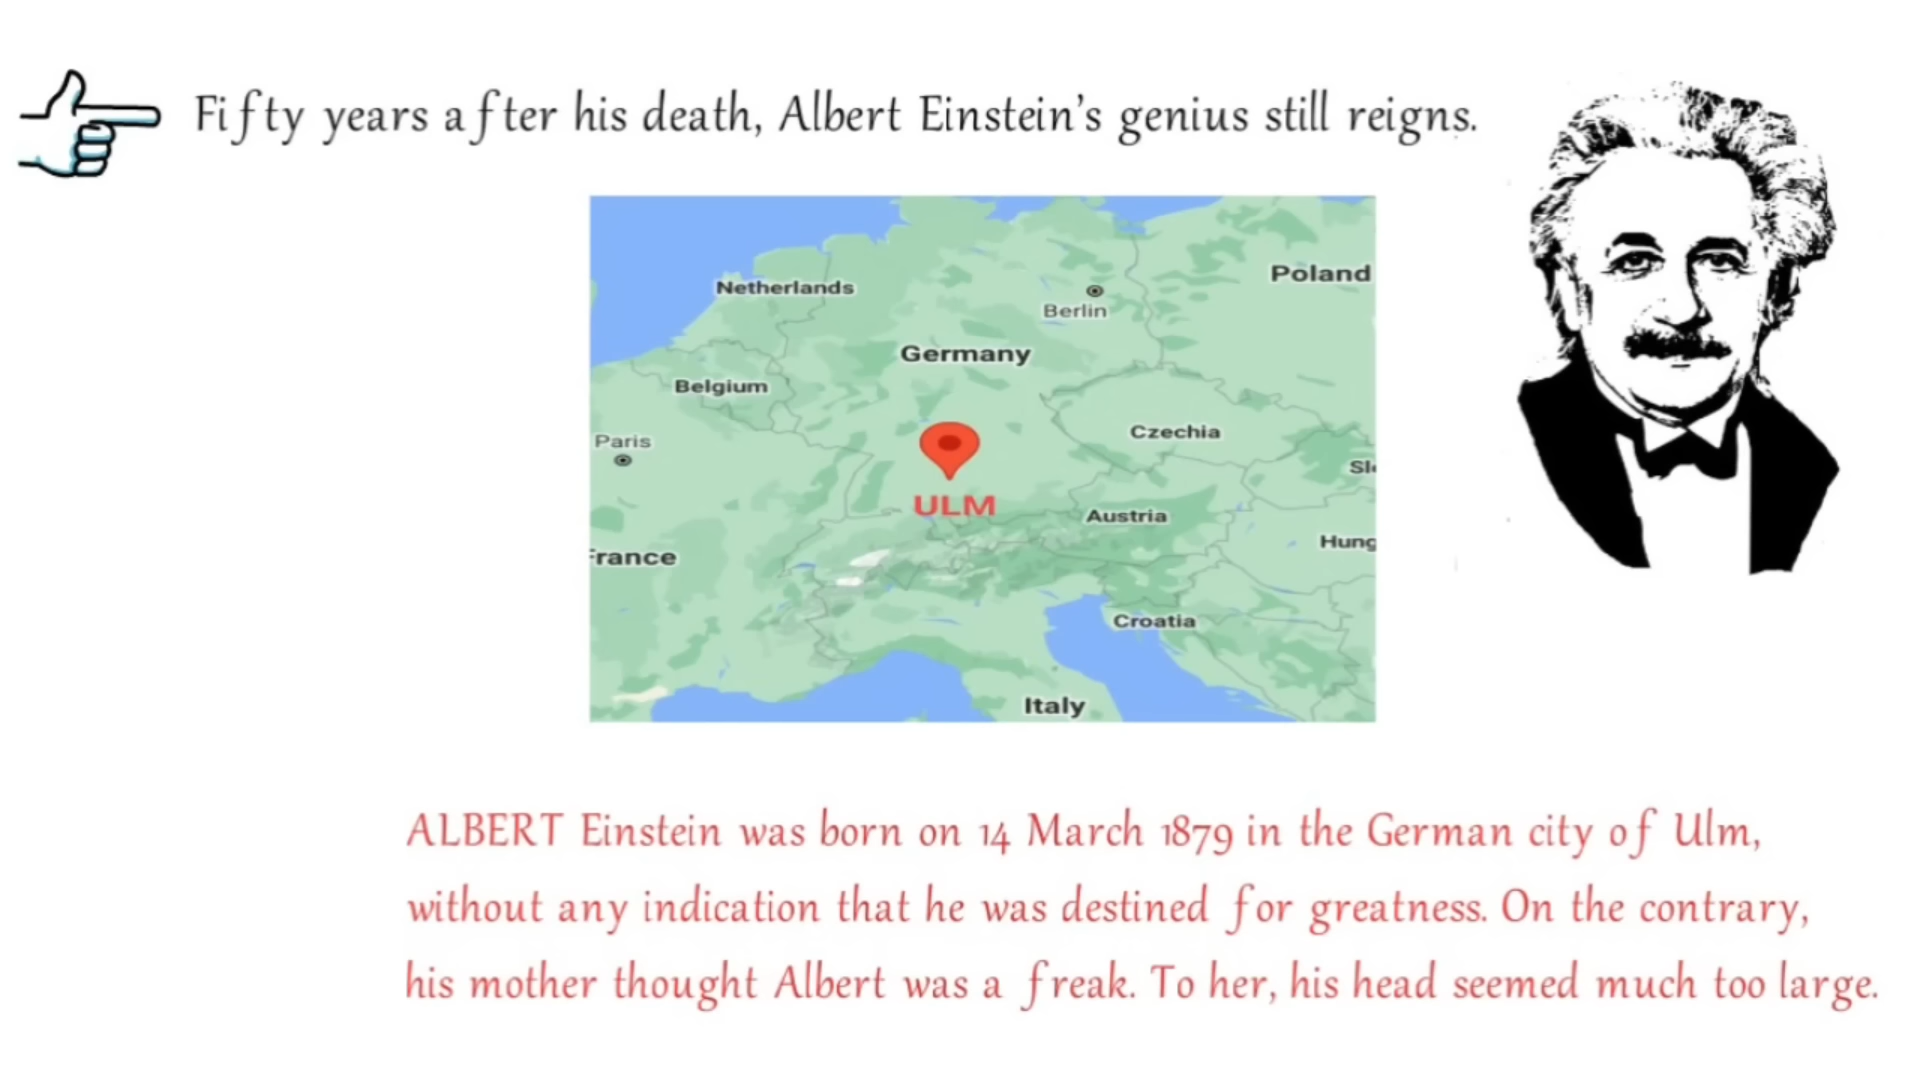 Fifty years after his death, Albert Einstein's genius still reigns.
Netherlands
Poland
Berlin
Germany
Belgium
Paris
Czechia
Sl
ULM
Austria
France
Hung
Croatia
Italy
ALBERT Einstein was born on 14 March 1879 in the German city of Ulm,
without any indication that he was destined for greatness. On the contrary,
his mother thought Albert was a freak. To her, his head seemed much too large.